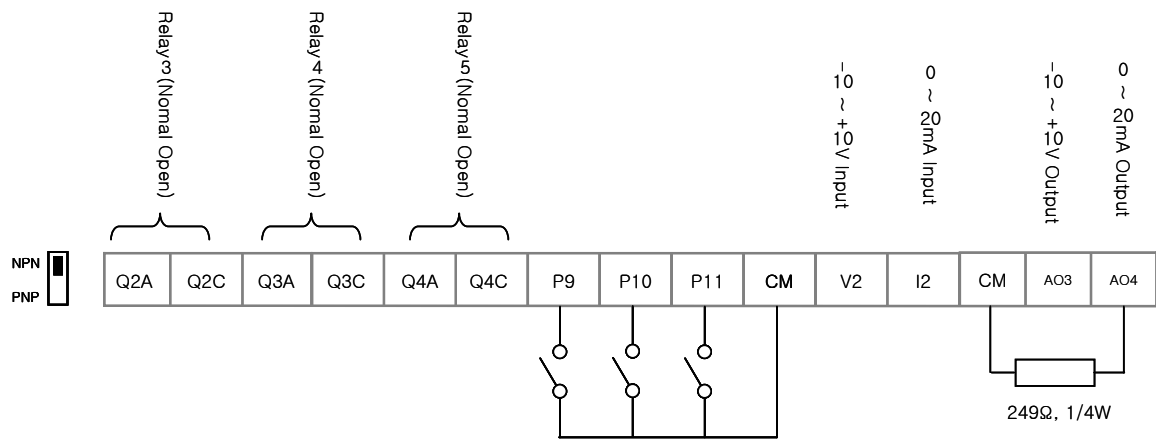 Relay3 (Nomal Open)
Relay4 (Nomal Open)
Relay5 (Nomal Open)
-10 ~ +10V Input
0 ~ 20mA Input
-10 ~ +10V Output
0 ~ 20mA Output
NPN
PNP
Q2A Q2C Q3A Q3C Q4A Q4C P9 P10 P11 CM V2 I2 CM AO3 AO4
249Ω, 1/4W